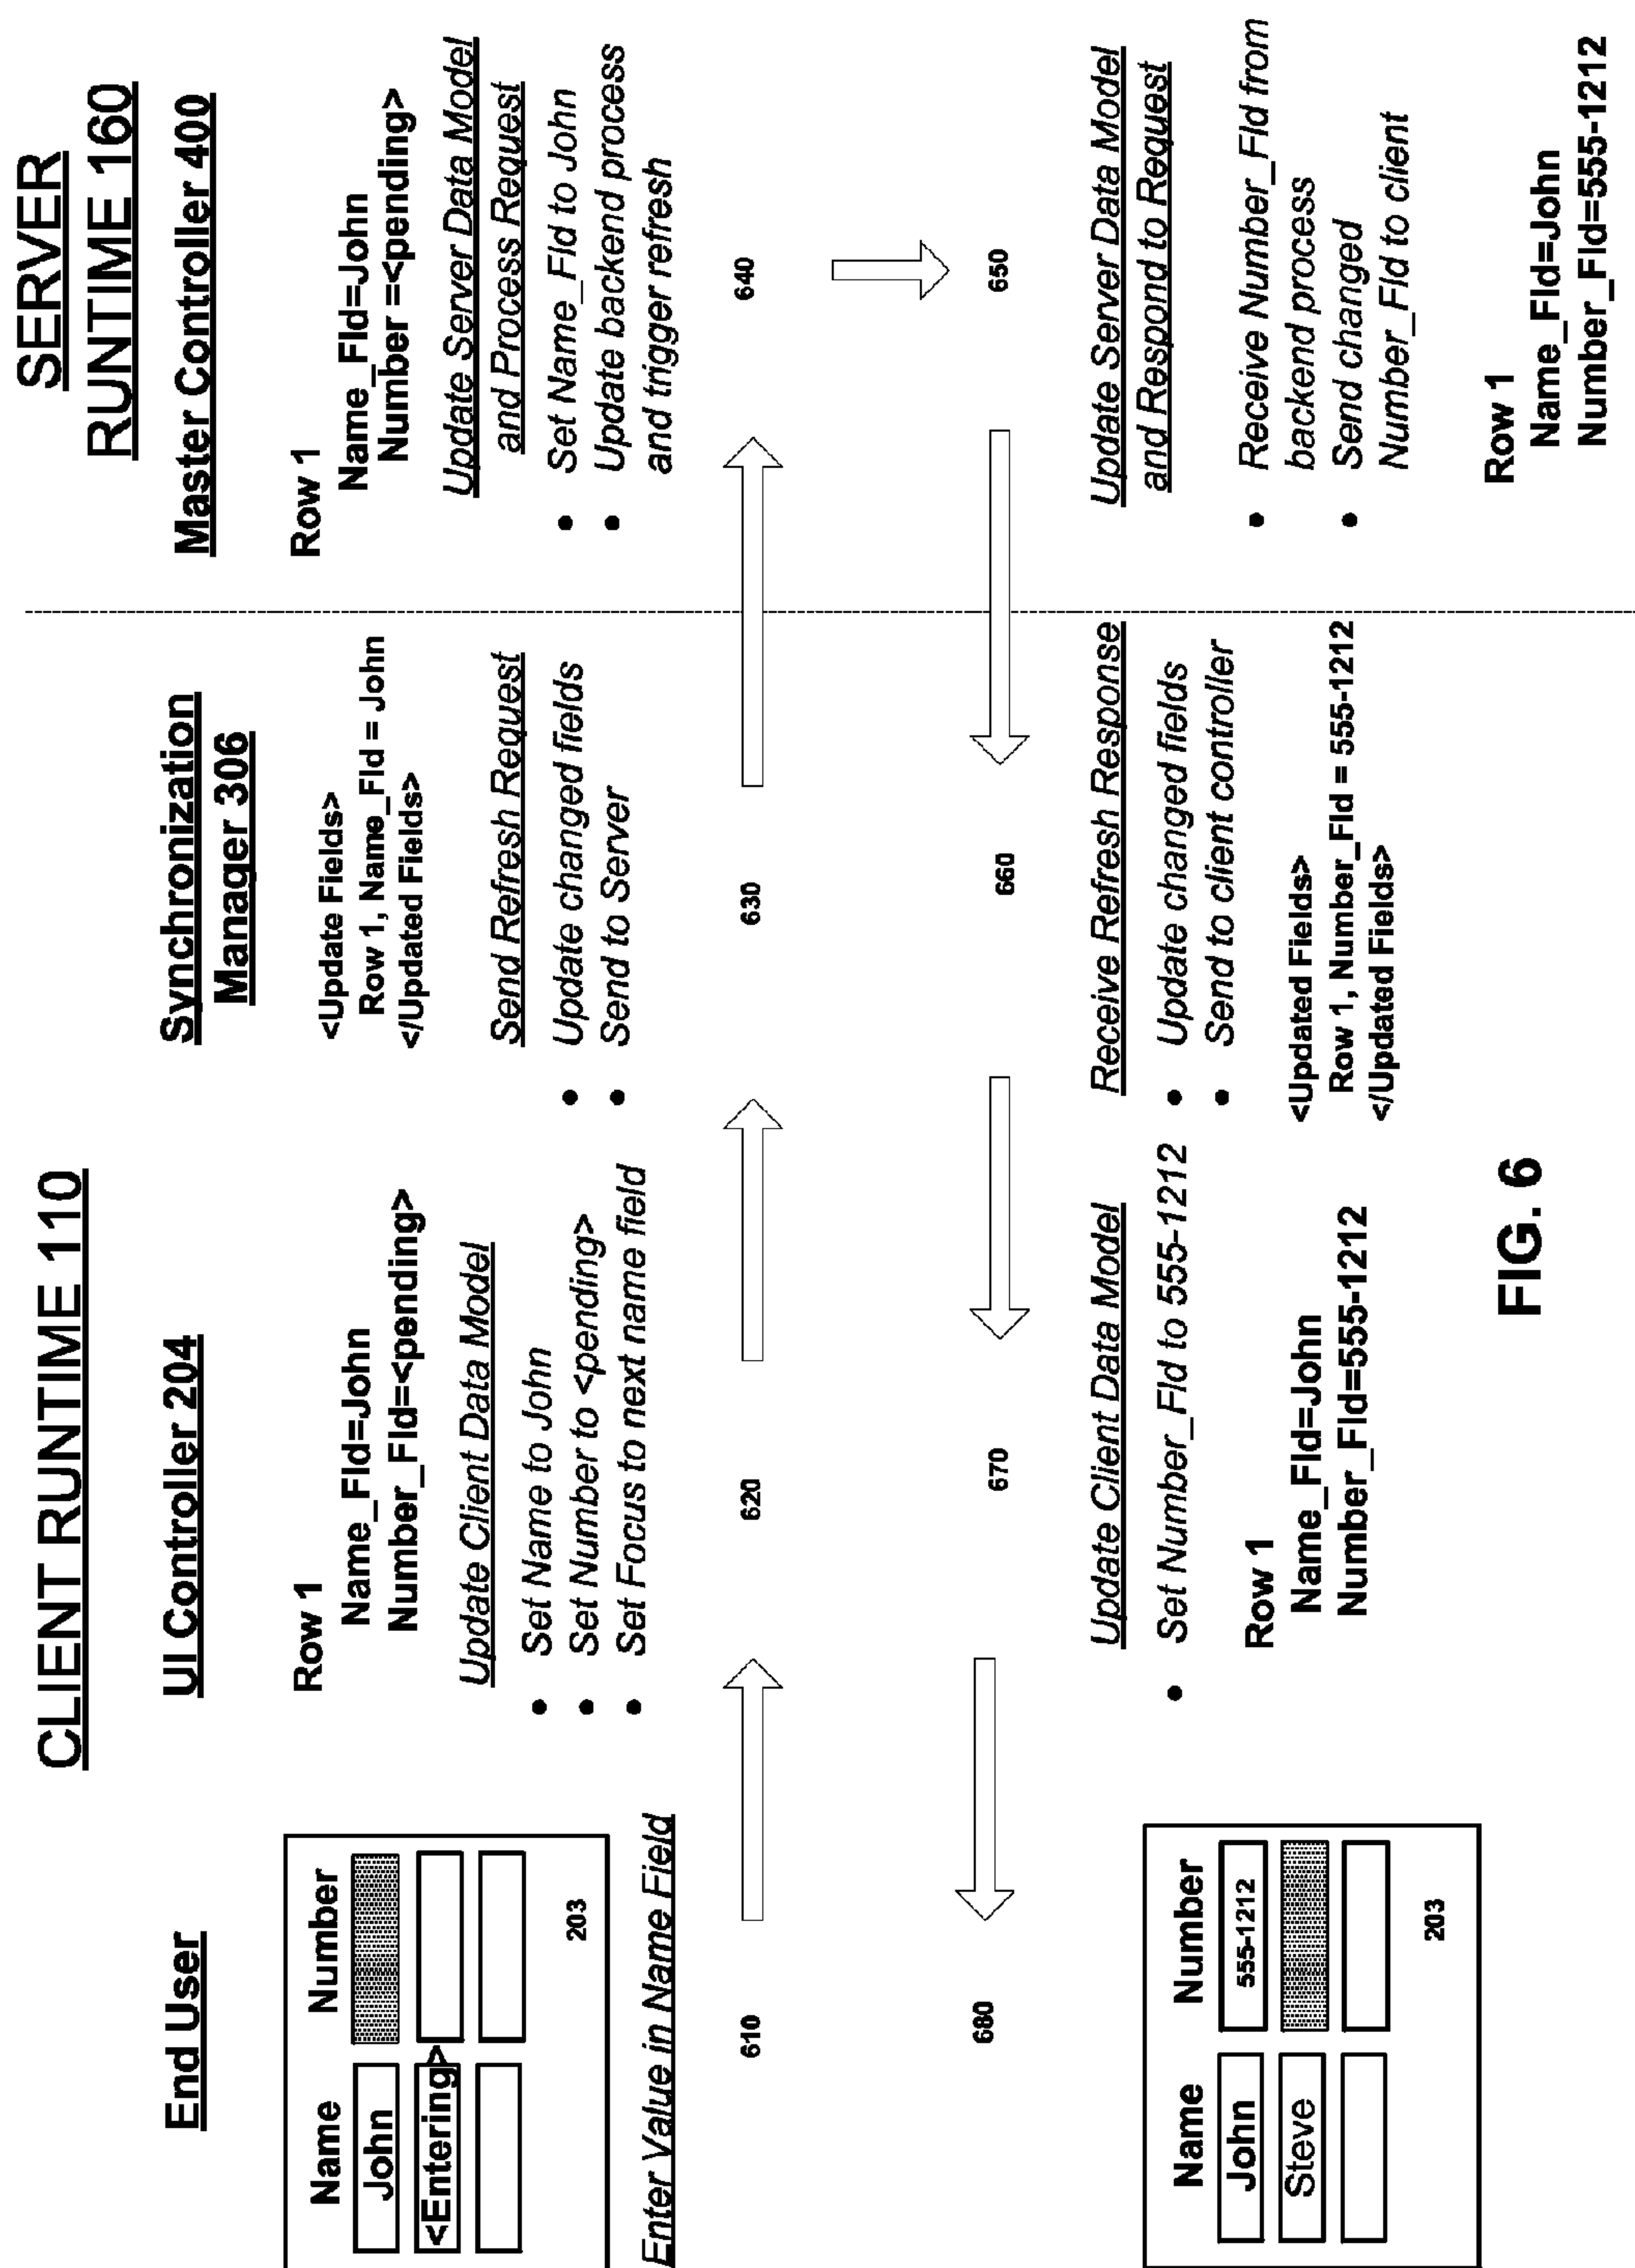 CLIENT RUNTIME 110
SERVER
RUNTIME 160
End User
UI Controller 204
Synchronization
Manager 306
Master Controller 400
Name
Number
John
<Entering>
203
Enter Value in Name Field
Row 1
Name_Fld=John
Number_Fld=<pending>
Update Client Data Model
• Set Name to John
• Set Number to <pending>
• Set Focus to next name field
<Update Fields>
Row 1, Name_Fld = John
</Updated Fields>
Send Refresh Request
• Update changed fields
• Send to Server
Row 1
Name_Fld=John
Number =<pending>
Update Server Data Model
and Process Request
• Set Name_Fld to John
• Update backend process
and trigger refresh
610
620
630
640
680
670
660
650
Name
Number
John
555-1212
Steve
203
Update Client Data Model
• Set Number_Fld to 555-1212
Row 1
Name_Fld=John
Number_Fld=555-1212
Receive Refresh Response
• Update changed fields
• Send to client controller
<Updated Fields>
Row 1, Number_Fld = 555-1212
</Updated Fields>
Update Server Data Model
and Respond to Request
• Receive Number_Fld from
backend process
• Send changed
Number_Fld to client
Row 1
Name_Fld=John
Number_Fld=555-1212
FIG. 6